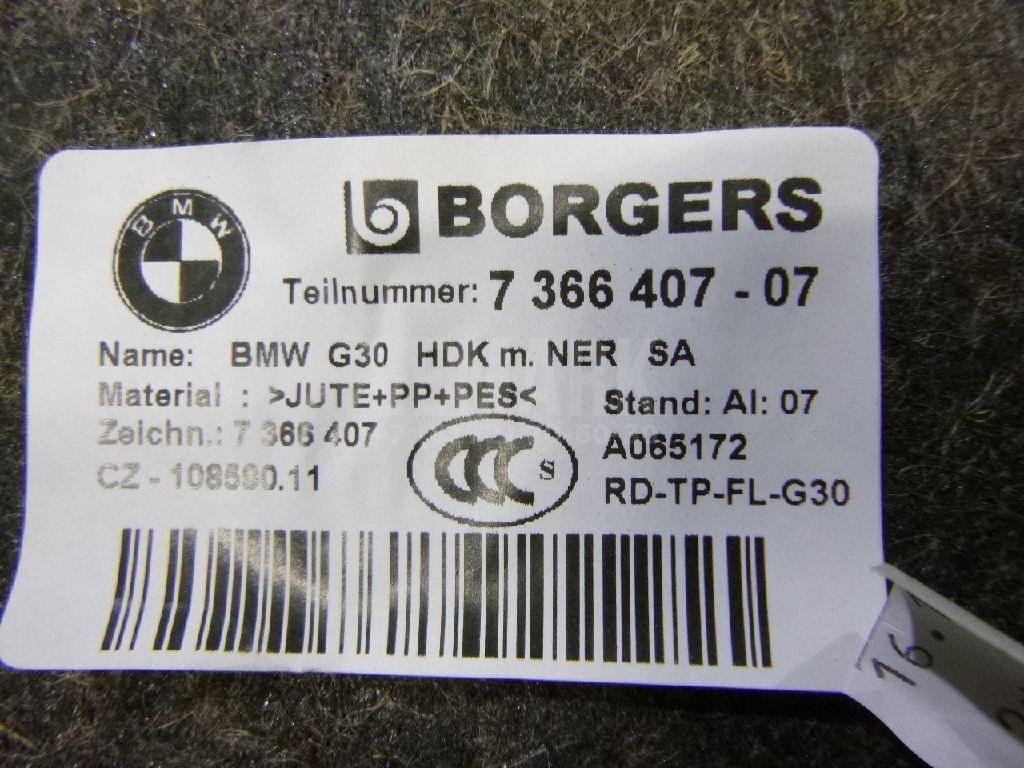 BMW
BORGERS
Teilnummer: 7 366 407 - 07
Name: BMW G30 HDK m. NER SA
Material : >JUTE+PP+PES<
Stand: AI: 07
Zeichn.: 7 366 407
A065172
CZ - 108590.11
CCC S
RD-TP-FL-G30
16.